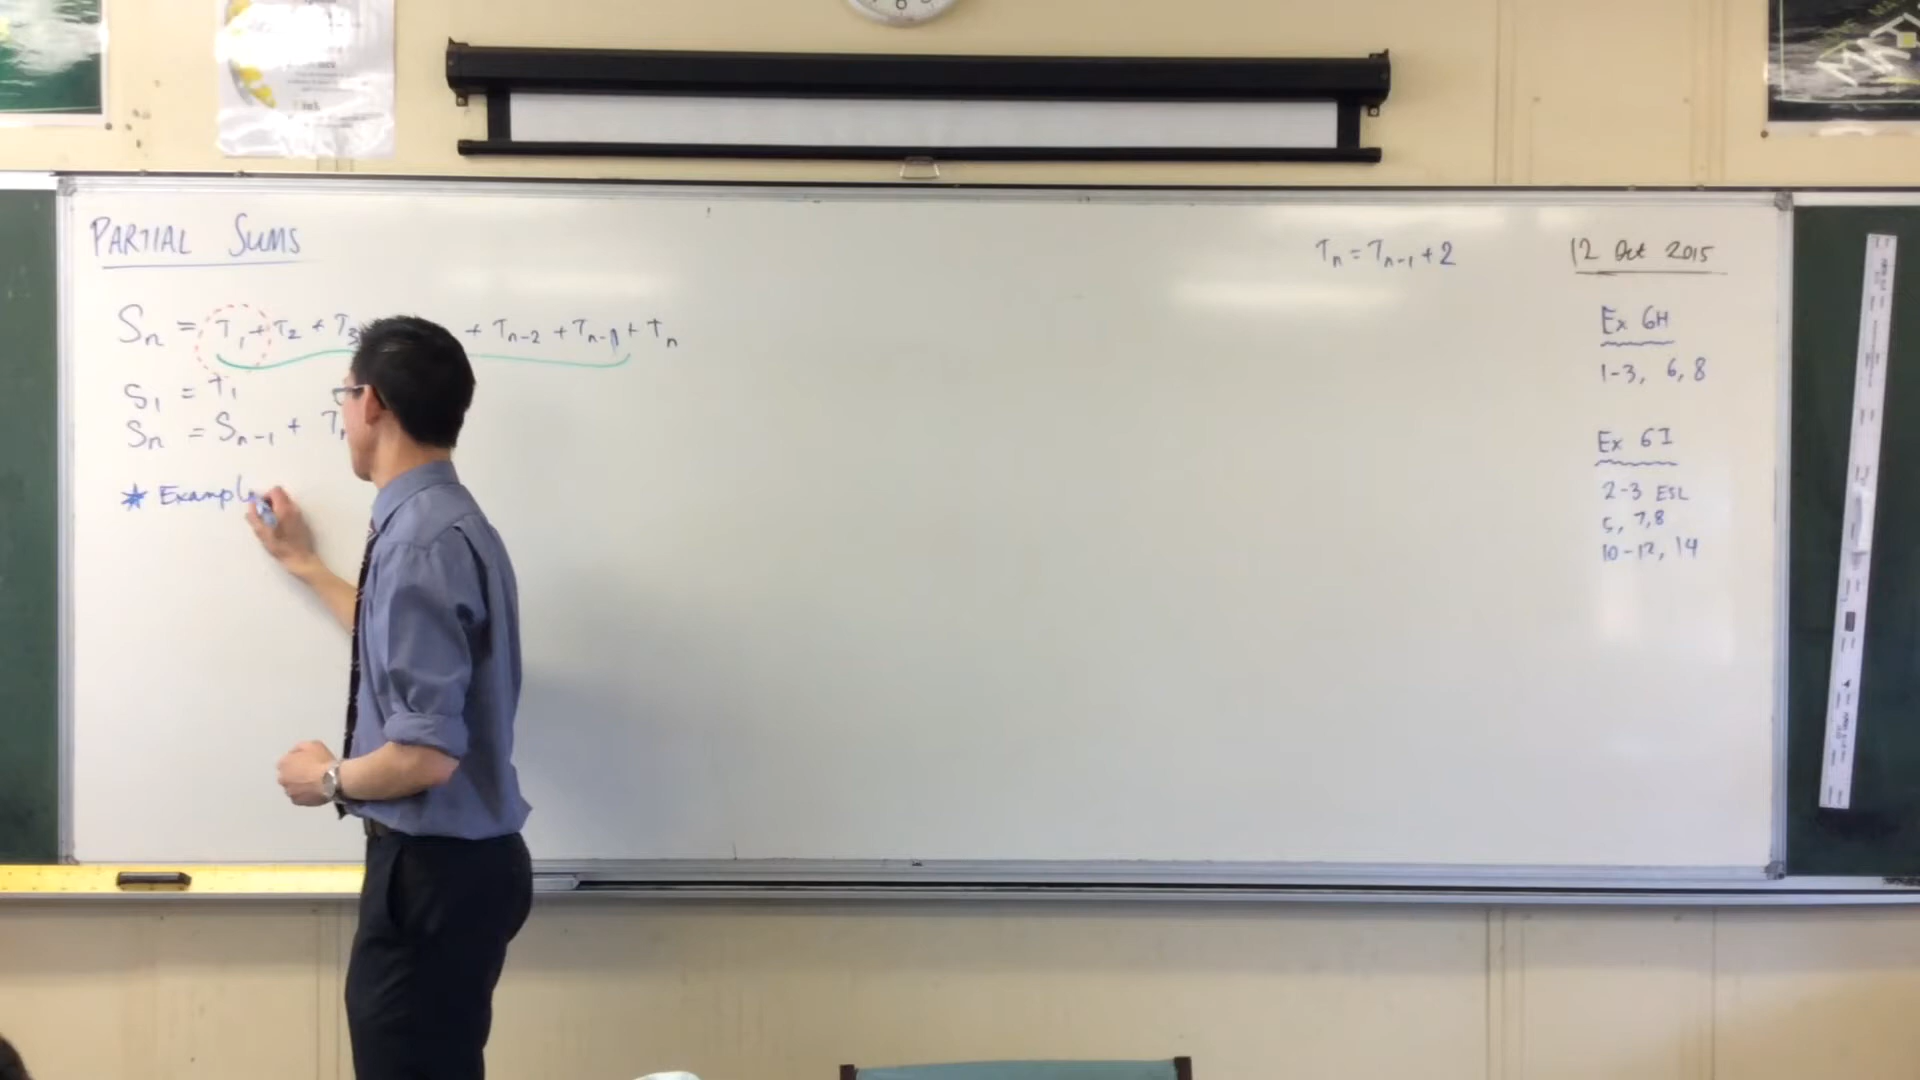 PARTIAL SUMS
Sn = T1 + T2 + T3 + Tn-2 + Tn-1 + Tn
S1 = T1
Sn = Sn-1 + Tn
★ Example
Tn = Tn-1 + 2
12 Oct 2015
Ex 6H
1-3, 6, 8
Ex 6I
2-3 ESL
5, 7, 8
10-12, 14